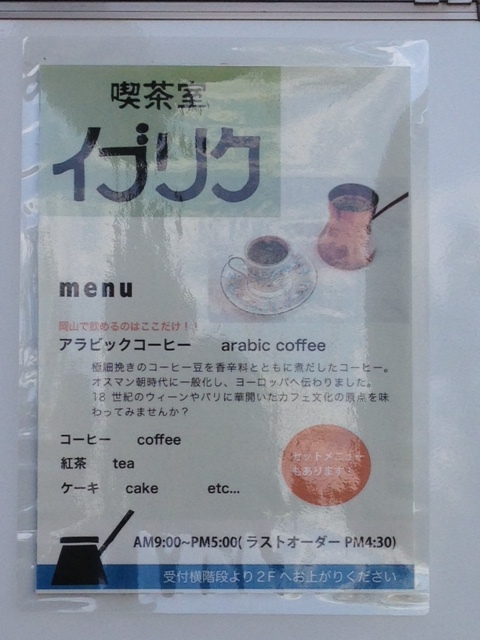 喫茶室
イブリク
menu
岡山で飲めるのはここだけ！！
アラビックコーヒー arabic coffee
極細挽きのコーヒー豆を香辛料とともに煮だしたコーヒー。
オスマン朝時代に一般化し、ヨーロッパへ伝わりました。
18 世紀のウィーンやパリに華開いたカフェ文化の原点を味
わってみませんか？
コーヒー coffee
紅茶 tea
ケーキ cake etc...
セットメニュー
もあります！
AM9:00~PM5:00( ラストオーダー PM4:30)
受付横階段より２Ｆへお上がりください。